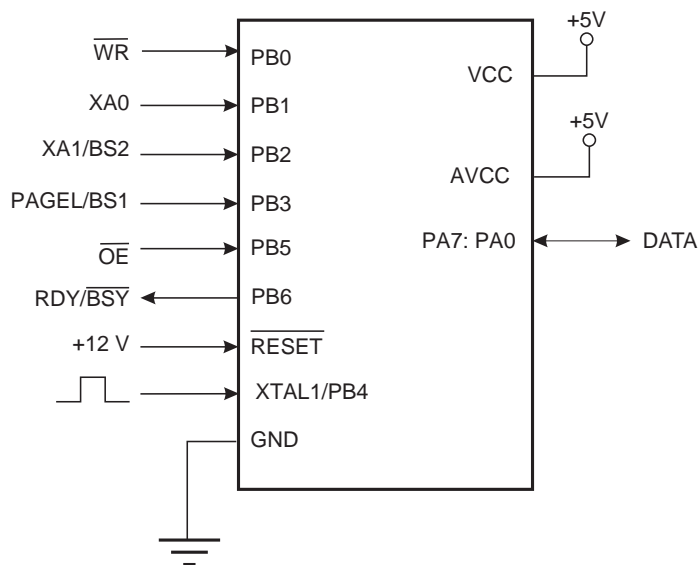 +5V
WR PB0
VCC
XA0 PB1
+5V
XA1/BS2 PB2
AVCC
PAGEL/BS1 PB3
PA7: PA0 DATA
OE PB5
RDY/BSY PB6
+12 V RESET
XTAL1/PB4
GND